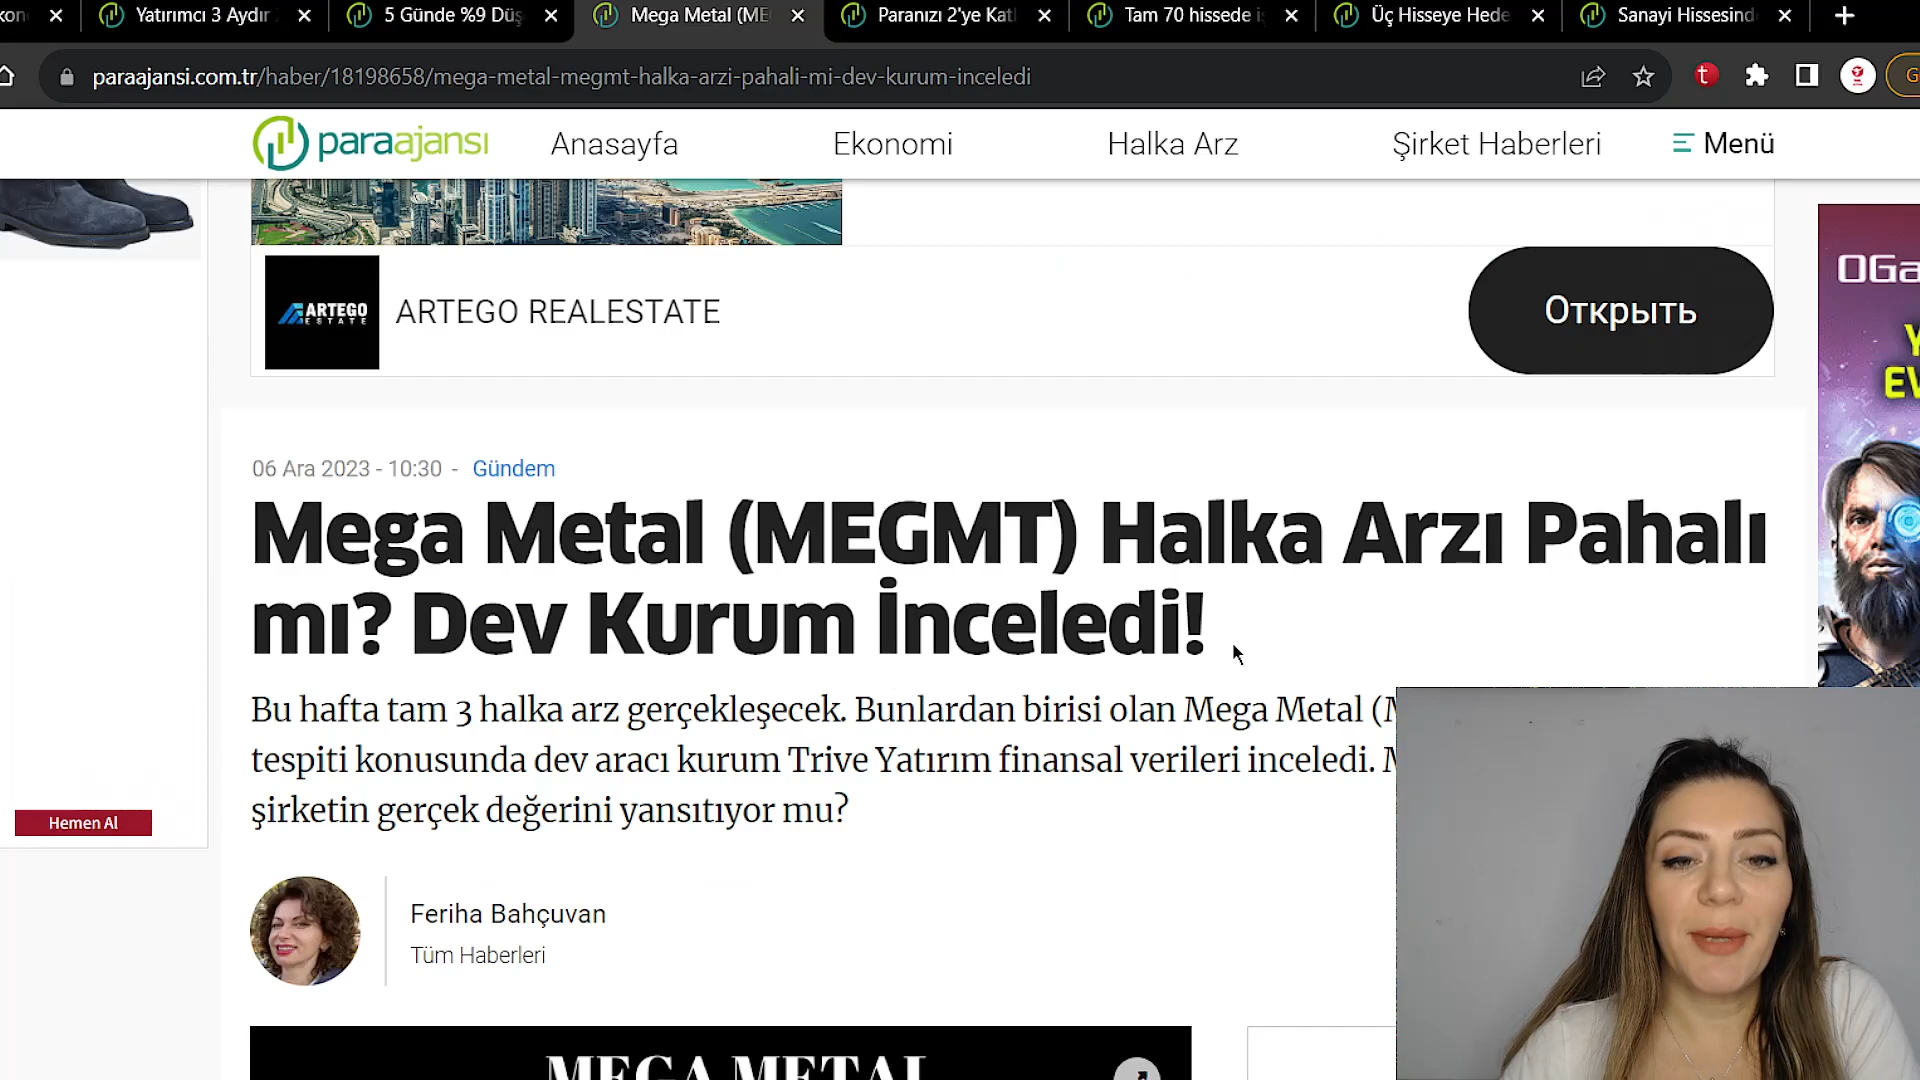 Yatırımcı 3 Aydır
5 Günde %9 Düş
Mega Metal (ME
Paranızı 2'ye Katl
Tam 70 hissede i
Üç Hisseye Hede
Sanayi Hissesind
paraajansi.com.tr/haber/18198658/mega-metal-megmt-halka-arzi-pahali-mi-dev-kurum-inceledi
paraajansı
Anasayfa
Ekonomi
Halka Arz
Şirket Haberleri
Menü
ARTEGO
ESTATE
ARTEGO REALESTATE
Открыть
OGa
Y
EV
06 Ara 2023 - 10:30 - Gündem
Mega Metal (MEGMT) Halka Arzı Pahalı
mı? Dev Kurum İnceledi!
Bu hafta tam 3 halka arz gerçekleşecek. Bunlardan birisi olan Mega Metal (M
tespiti konusunda dev aracı kurum Trive Yatırım finansal verileri inceledi. M
şirketin gerçek değerini yansıtıyor mu?
Hemen Al
Feriha Bahçuvan
Tüm Haberleri
MEGA METAL